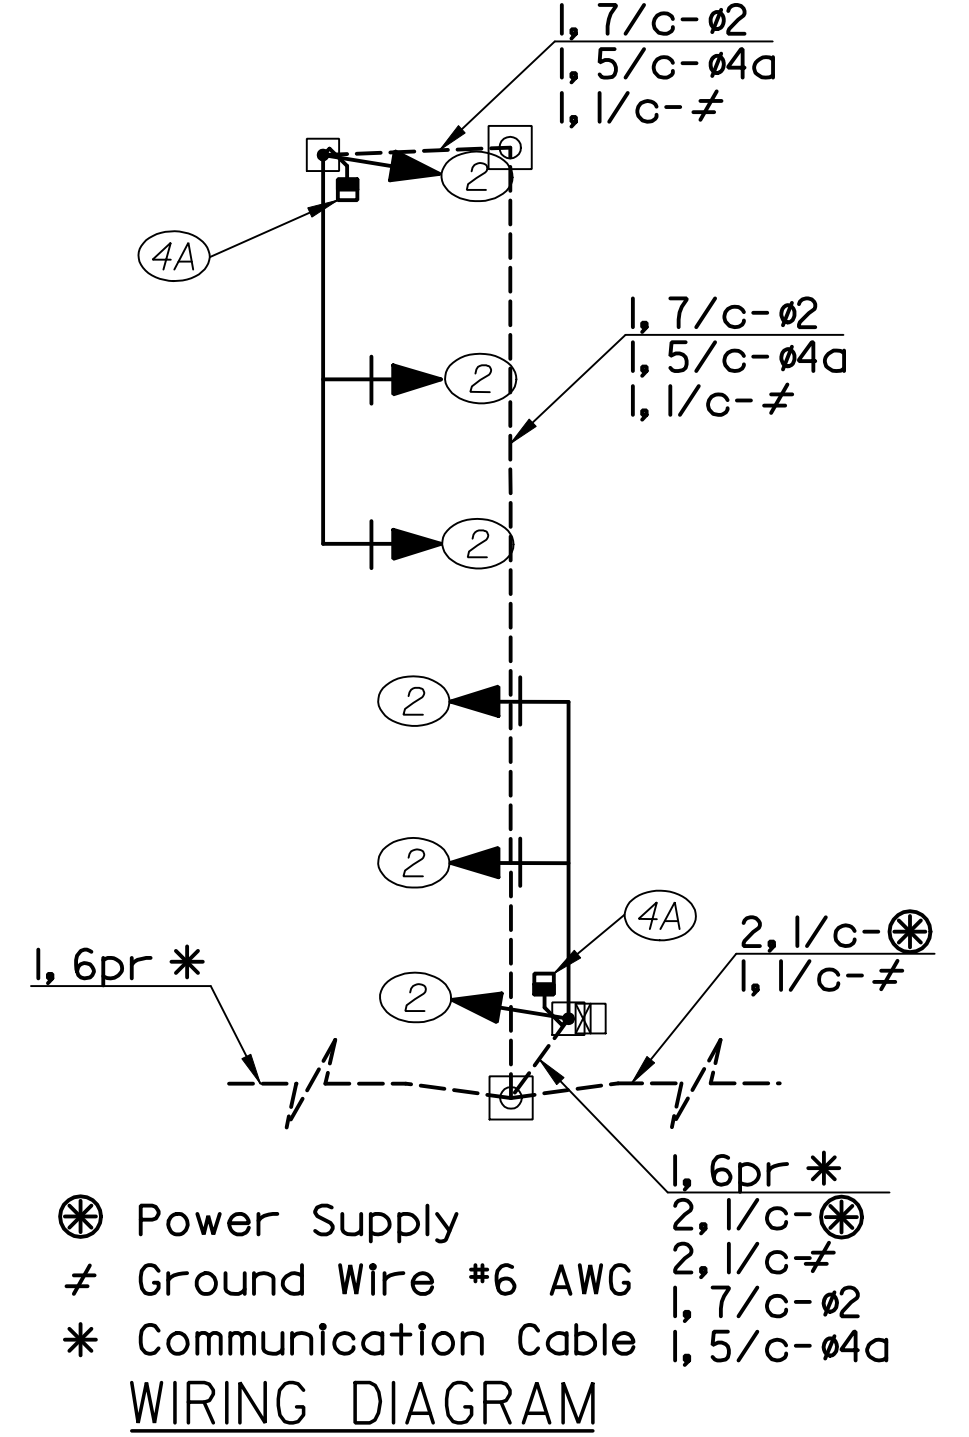 1, 7/c-ø2
1, 5/c-ø4a
1, 1/c-≠
2
4A
1, 7/c-ø2
1, 5/c-ø4a
1, 1/c-≠
2
2
2
2
4A
2, 1/c-⊛
1, 1/c-≠
1, 6pr *
2
1, 6pr *
2, 1/c-⊛
2, 1/c-≠
1, 7/c-ø2
1, 5/c-ø4a
⊛ Power Supply
≠ Ground Wire #6 AWG
* Communication Cable
WIRING DIAGRAM